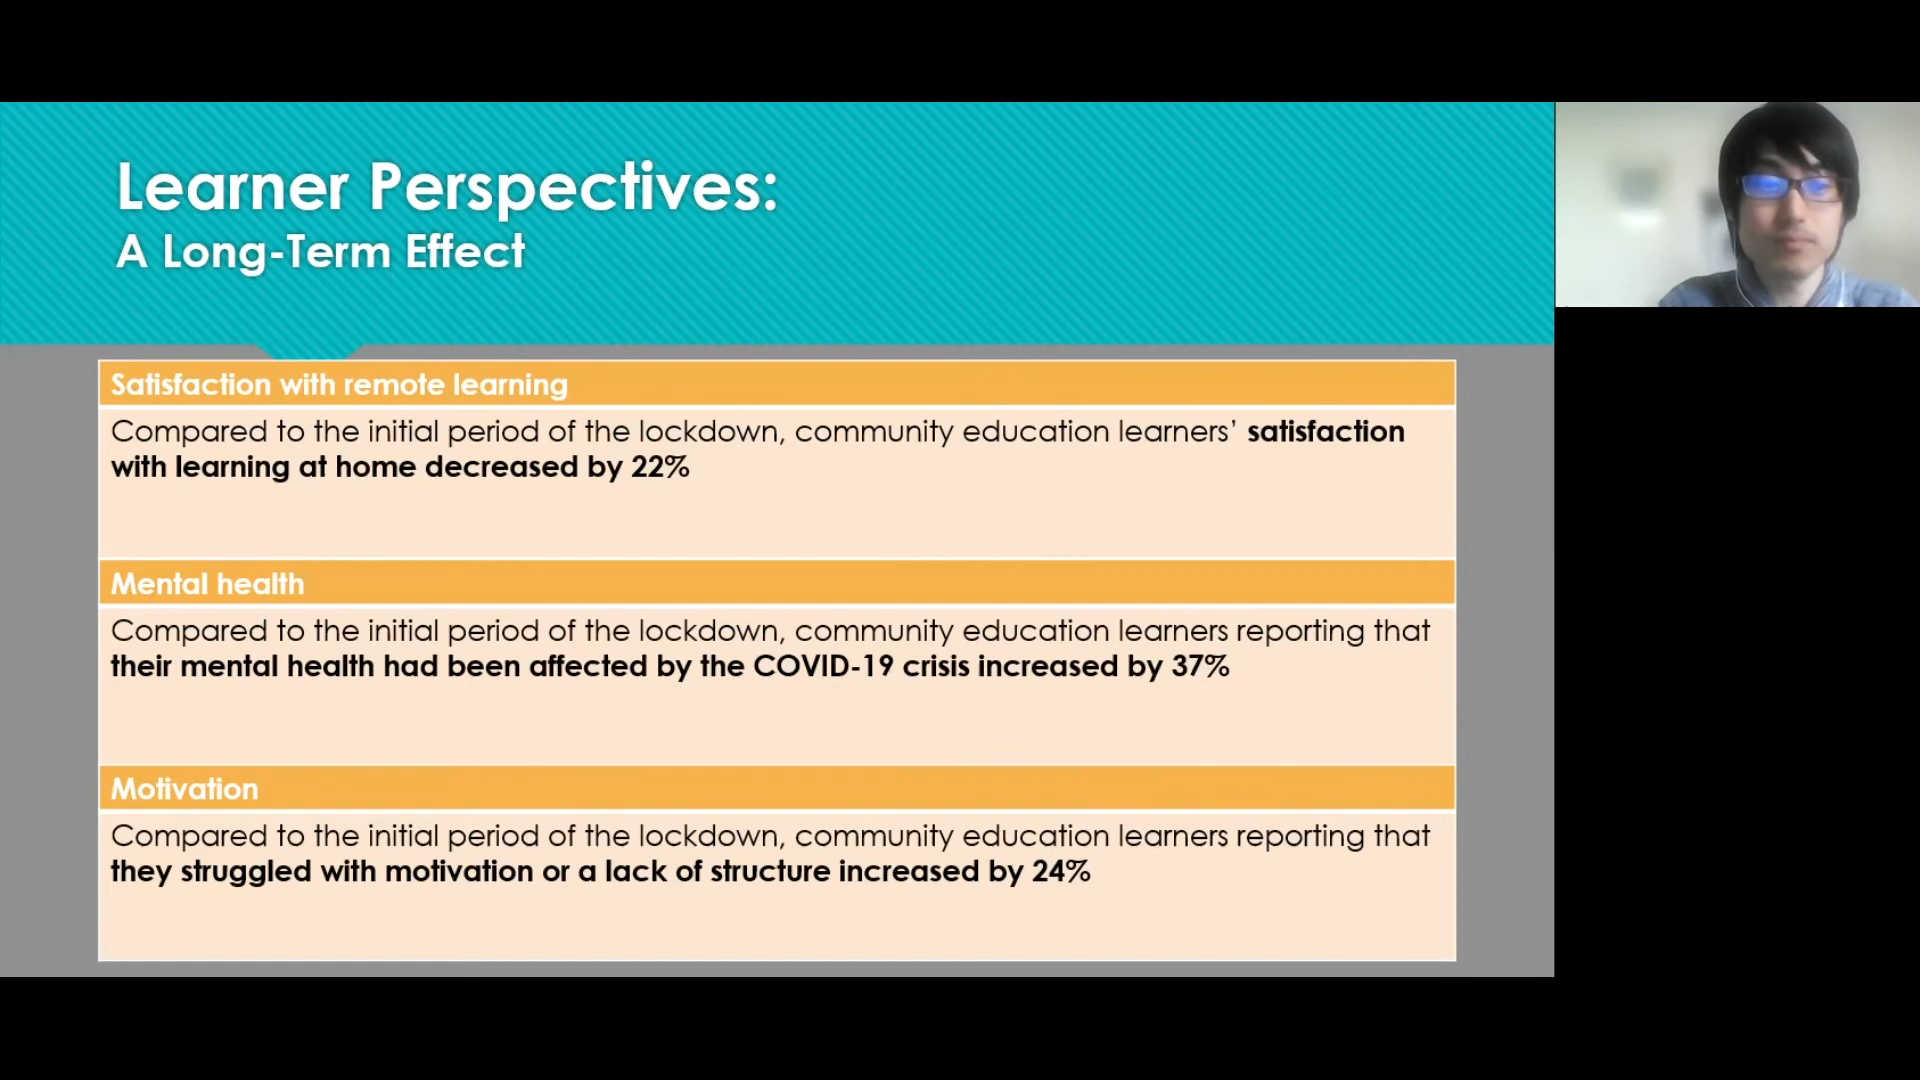 Learner Perspectives:
A Long-Term Effect
Satisfaction with remote learning
Compared to the initial period of the lockdown, community education learners’ satisfaction
with learning at home decreased by 22%
Mental health
Compared to the initial period of the lockdown, community education learners reporting that
their mental health had been affected by the COVID-19 crisis increased by 37%
Motivation
Compared to the initial period of the lockdown, community education learners reporting that
they struggled with motivation or a lack of structure increased by 24%